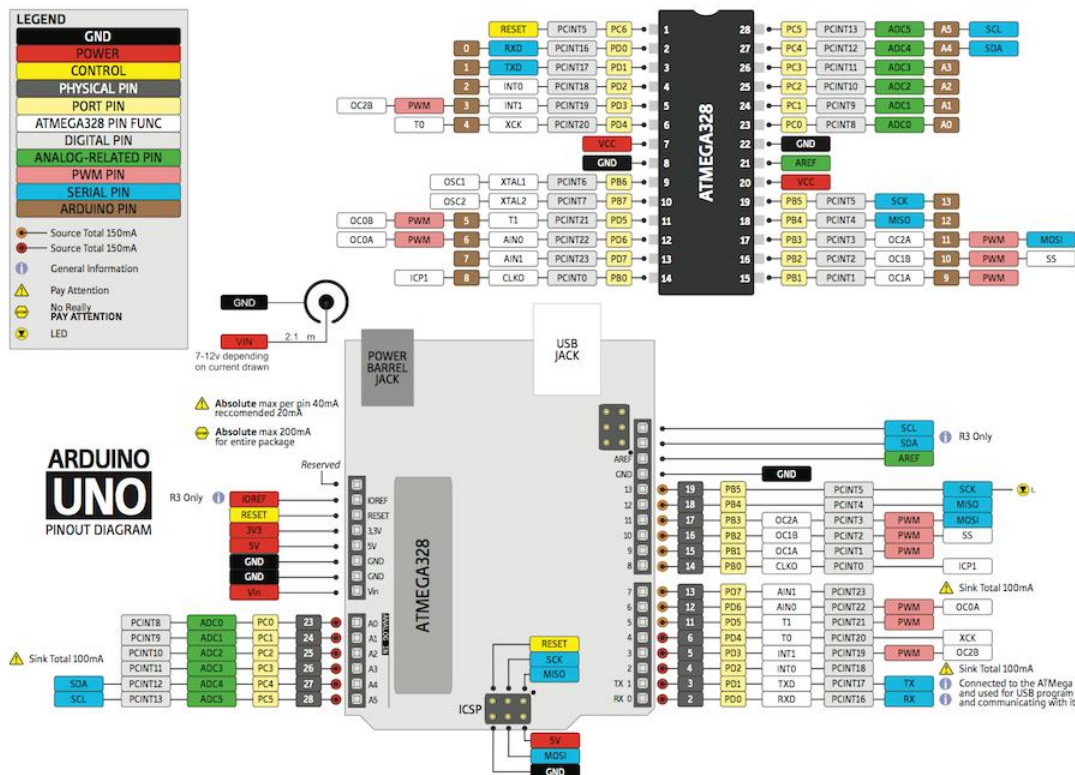 LEGEND
GND
POWER
CONTROL
PHYSICAL PIN
PORT PIN
ATMEGA328 PIN FUNC
DIGITAL PIN
ANALOG-RELATED PIN
PWM PIN
SERIAL PIN
ARDUINO PIN
Source Total 150mA
Source Total 150mA
General Information
Pay Attention
No Really
PAY ATTENTION
LED
RESET PCINT5 PC6 1
0 RXD PCINT16 PD0 2
1 TXD PCINT17 PD1 3
2 INT0 PCINT18 PD2 4
OC2B PWM 3 INT1 PCINT19 PD3 5
T0 4 XCK PCINT20 PD4 6
VCC 7
GND 8
OSC1 XTAL1 PCINT6 PB6 9
OSC2 XTAL2 PCINT7 PB7 10
OC0B PWM 5 T1 PCINT21 PD5 11
OC0A PWM 6 AIN0 PCINT22 PD6 12
7 AIN1 PCINT23 PD7 13
ICP1 8 CLKO PCINT0 PB0 14
ATMEGA328
28 PC5 PCINT13 ADC5 A5 SCL
27 PC4 PCINT12 ADC4 A4 SDA
26 PC3 PCINT11 ADC3 A3
25 PC2 PCINT10 ADC2 A2
24 PC1 PCINT9 ADC1 A1
23 PC0 PCINT8 ADC0 A0
22 GND
21 AREF
20 VCC
19 PB5 PCINT5 SCK 13
18 PB4 PCINT4 MISO 12
17 PB3 PCINT3 OC2A 11 PWM MOSI
16 PB2 PCINT2 OC1B 10 PWM SS
15 PB1 PCINT1 OC1A 9 PWM
GND
VIN 2.1 m
7-12v depending
on current drawn
POWER
BARREL
JACK
USB
JACK
Absolute max per pin 40mA
reccomended 20mA
Absolute max 200mA
for entire package
ARDUINO
UNO
PINOUT DIAGRAM
Reserved
R3 Only IOREF IOREF
RESET RESET
3V3 3.3V
5V 5V
GND GND
GND GND
Vin Vin
ANALOG IN
PCINT8 ADC0 PC0 23 A0
PCINT9 ADC1 PC1 24 A1
PCINT10 ADC2 PC2 25 A2
Sink Total 100mA
PCINT11 ADC3 PC3 26 A3
SDA PCINT12 ADC4 PC4 27 A4
SCL PCINT13 ADC5 PC5 28 A5
ATMEGA328
SCL
SDA R3 Only
AREF AREF
GND GND
13 19 PB5 PCINT5 SCK L
12 18 PB4 PCINT4 MISO
11 17 PB3 OC2A PCINT3 PWM MOSI
10 16 PB2 OC1B PCINT2 PWM SS
9 15 PB1 OC1A PCINT1 PWM
8 14 PB0 CLKO PCINT0 ICP1
7 13 PD7 AIN1 PCINT23 Sink Total 100mA
6 12 PD6 AIN0 PCINT22 PWM OC0A
5 11 PD5 T1 PCINT21 PWM
4 6 PD4 T0 PCINT20 XCK
3 5 PD3 INT1 PCINT19 PWM OC2B
2 4 PD2 INT0 PCINT18 Sink Total 100mA
TX 1 3 PD1 TXD PCINT17 TX
RX 0 2 PD0 RXD PCINT16 RX
Connected to the ATMega
and used for USB program
and communicating with it
RESET
SCK
MISO
ICSP
5V
MOSI
GND